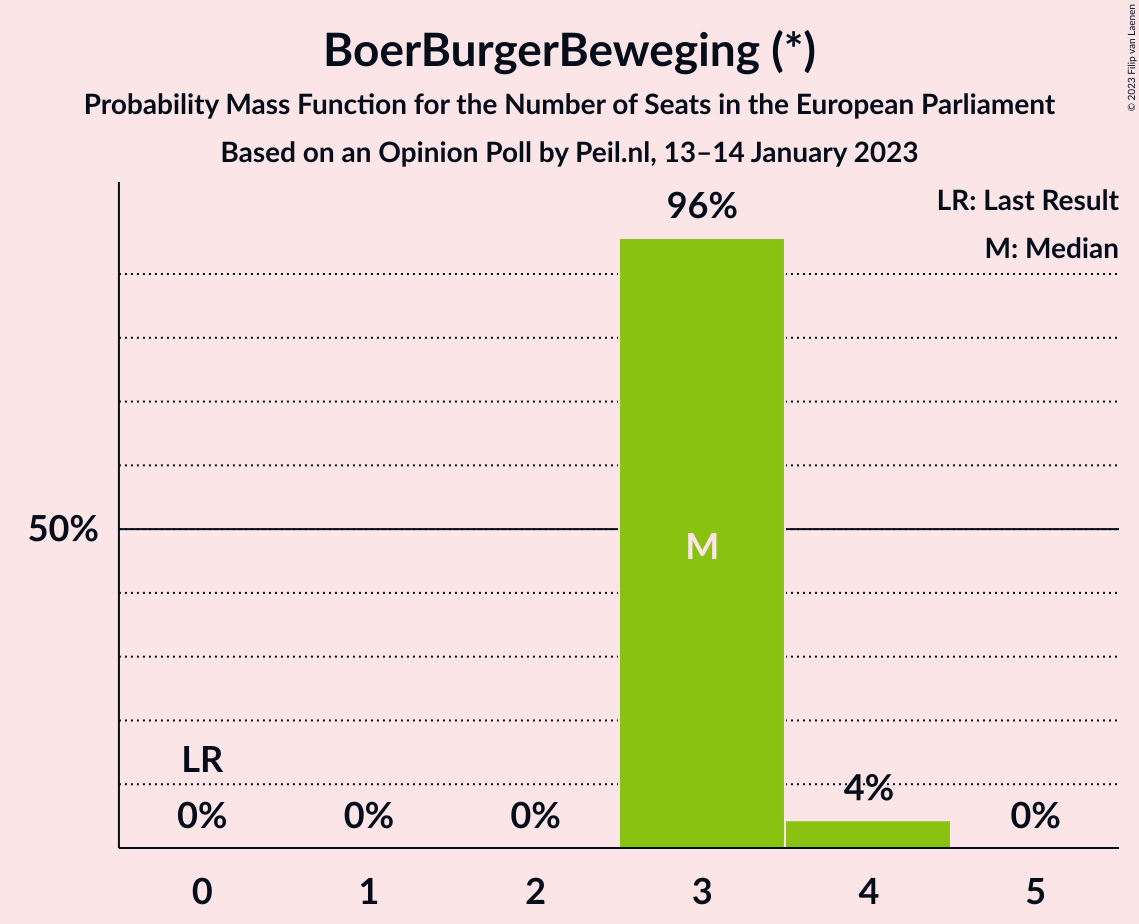 BoerBurgerBeweging (*)
Probability Mass Function for the Number of Seats in the European Parliament
Based on an Opinion Poll by Peil.nl, 13–14 January 2023
© 2023 Filip van Laenen
LR: Last Result
M: Median
96%
50%
M
LR
0%
0%
0%
4%
0%
0
1
2
3
4
5